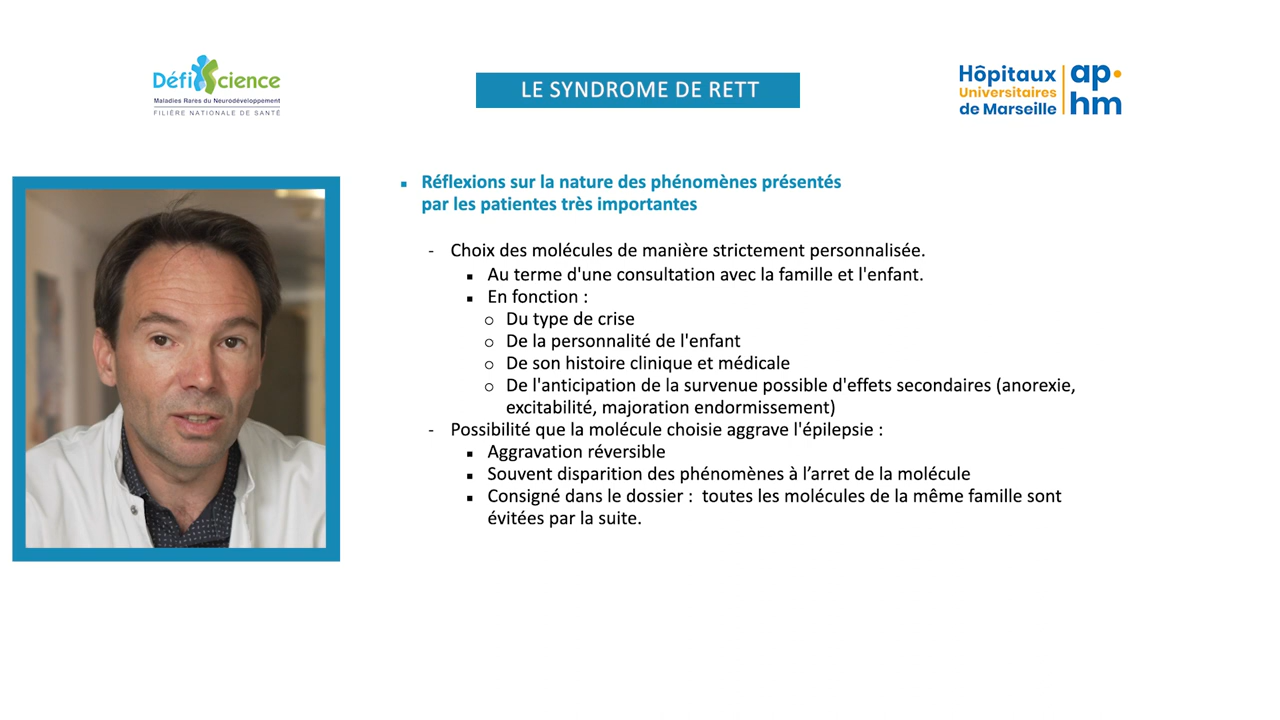 Défi Science
Maladies Rares du Neurodéveloppement
FILIÈRE NATIONALE DE SANTÉ
LE SYNDROME DE RETT
Hôpitaux
Universitaires
de Marseille
ap.
hm
▪ Réflexions sur la nature des phénomènes présentés
par les patientes très importantes
- Choix des molécules de manière strictement personnalisée.
▪ Au terme d'une consultation avec la famille et l'enfant.
▪ En fonction :
o Du type de crise
o De la personnalité de l'enfant
o De son histoire clinique et médicale
o De l'anticipation de la survenue possible d'effets secondaires (anorexie,
excitabilité, majoration endormissement)
- Possibilité que la molécule choisie aggrave l'épilepsie :
▪ Aggravation réversible
▪ Souvent disparition des phénomènes à l’arret de la molécule
▪ Consigné dans le dossier : toutes les molécules de la même famille sont
évitées par la suite.